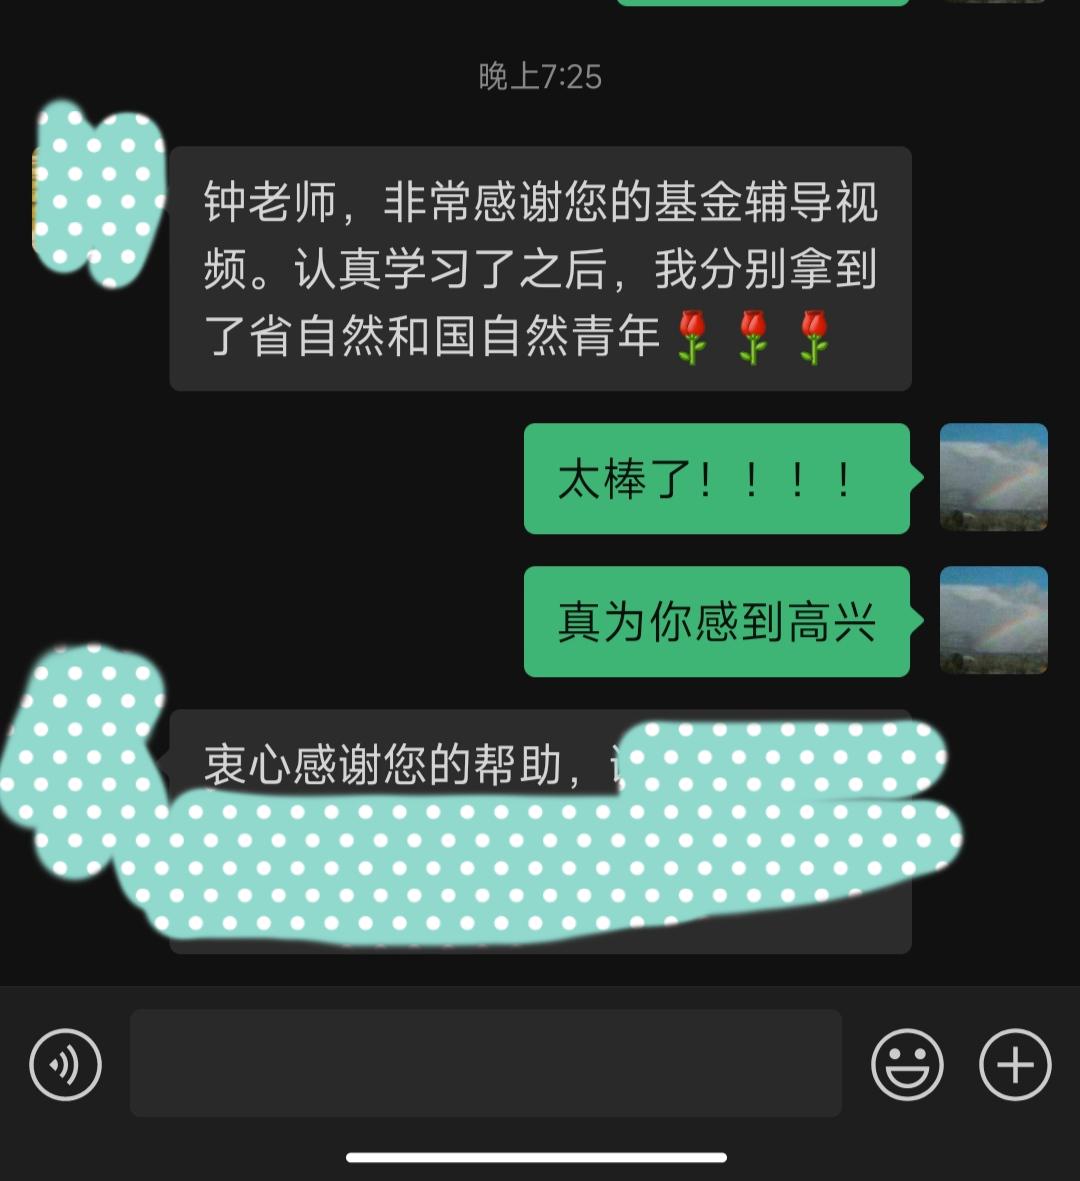 晚上7:25
钟老师，非常感谢您的基金辅导视
频。认真学习了之后，我分别拿到
了省自然和国自然青年🌹🌹🌹
太棒了！！！！
真为你感到高兴
衷心感谢您的帮助，